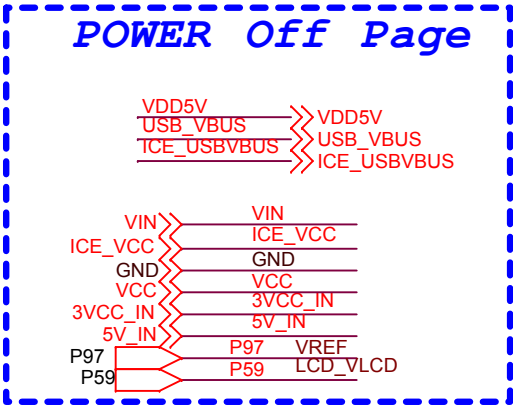 POWER Off Page
VDD5V VDD5V
USB_VBUS USB_VBUS
ICE_USBVBUS ICE_USBVBUS
VIN VIN
ICE_VCC ICE_VCC
GND GND
VCC VCC
3VCC_IN 3VCC_IN
5V_IN 5V_IN
P97 P97 VREF
P59 P59 LCD_VLCD